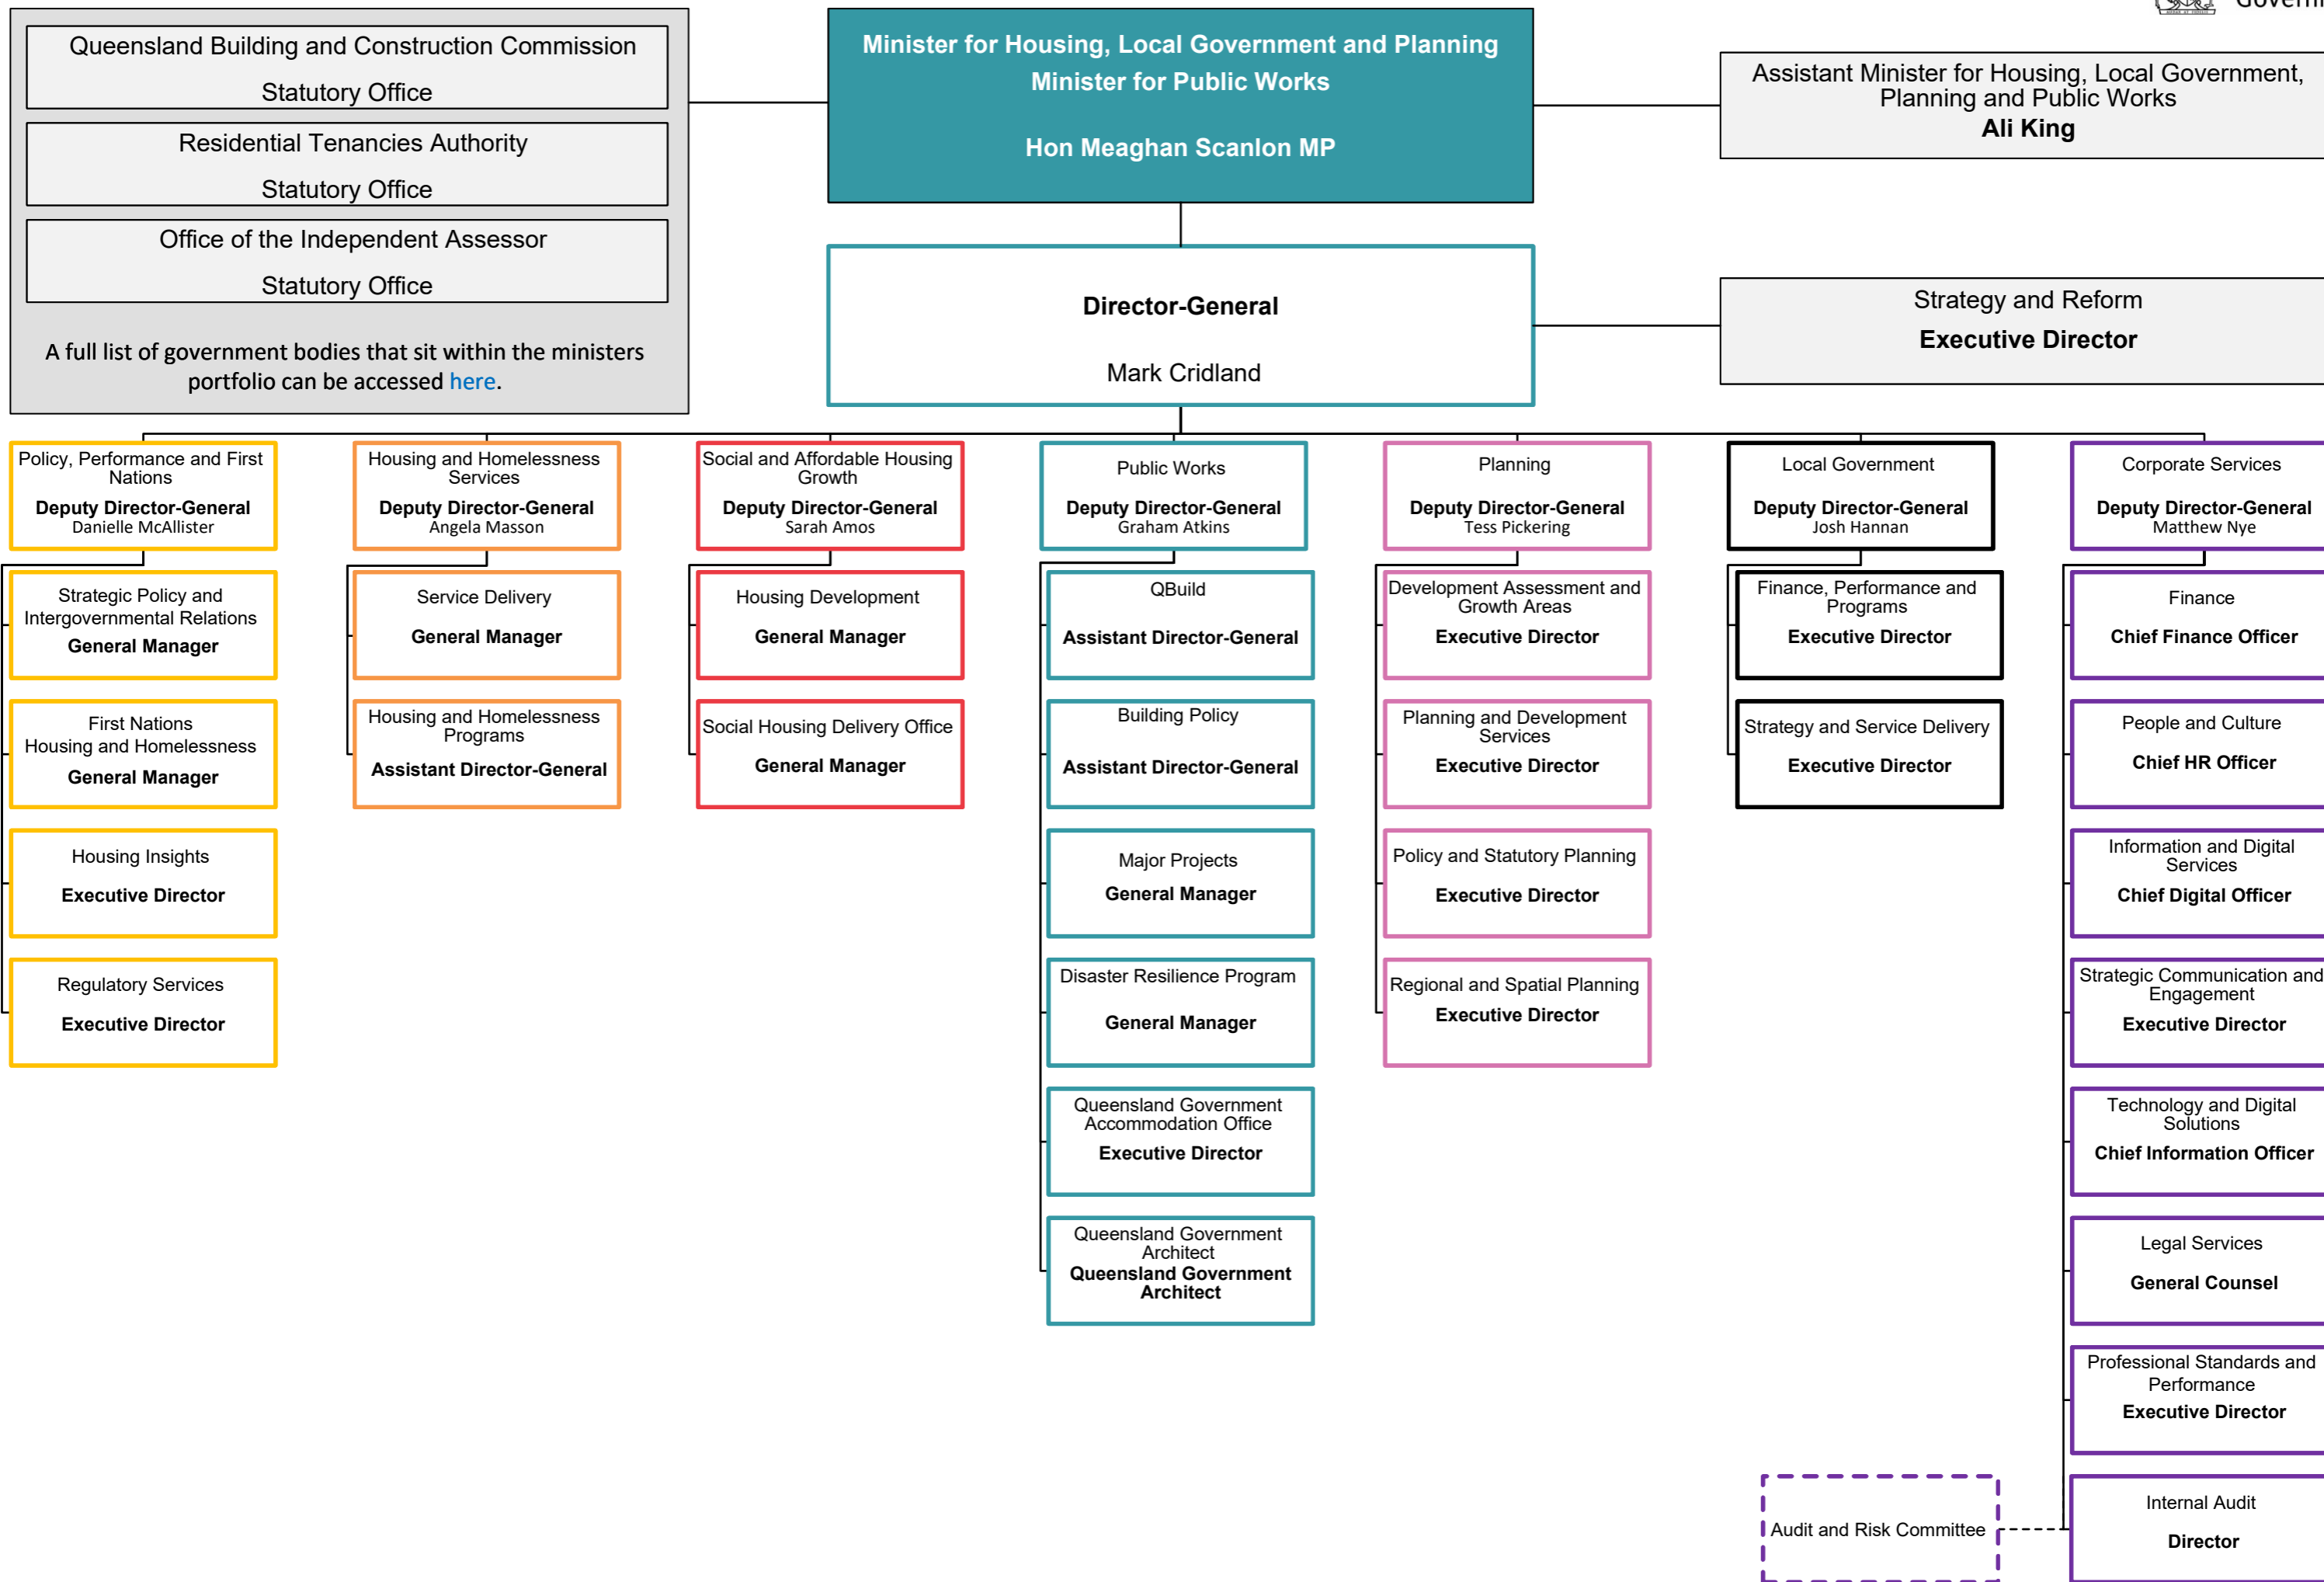 Queensland Building and Construction Commission
Statutory Office
Residential Tenancies Authority
Statutory Office
Office of the Independent Assessor
Statutory Office
A full list of government bodies that sit within the ministers
portfolio can be accessed here.
Minister for Housing, Local Government and Planning
Minister for Public Works
Hon Meaghan Scanlon MP
Assistant Minister for Housing, Local Government,
Planning and Public Works
Ali King
Director-General
Mark Cridland
Strategy and Reform
Executive Director
Policy, Performance and First
Nations
Deputy Director-General
Danielle McAllister
Strategic Policy and
Intergovernmental Relations
General Manager
First Nations
Housing and Homelessness
General Manager
Housing Insights
Executive Director
Regulatory Services
Executive Director
Housing and Homelessness
Services
Deputy Director-General
Angela Masson
Service Delivery
General Manager
Housing and Homelessness
Programs
Assistant Director-General
Social and Affordable Housing
Growth
Deputy Director-General
Sarah Amos
Housing Development
General Manager
Social Housing Delivery Office
General Manager
Public Works
Deputy Director-General
Graham Atkins
QBuild
Assistant Director-General
Building Policy
Assistant Director-General
Major Projects
General Manager
Disaster Resilience Program
General Manager
Queensland Government
Accommodation Office
Executive Director
Queensland Government
Architect
Queensland Government
Architect
Planning
Deputy Director-General
Tess Pickering
Development Assessment and
Growth Areas
Executive Director
Planning and Development
Services
Executive Director
Policy and Statutory Planning
Executive Director
Regional and Spatial Planning
Executive Director
Local Government
Deputy Director-General
Josh Hannan
Finance, Performance and
Programs
Executive Director
Strategy and Service Delivery
Executive Director
Corporate Services
Deputy Director-General
Matthew Nye
Finance
Chief Finance Officer
People and Culture
Chief HR Officer
Information and Digital
Services
Chief Digital Officer
Strategic Communication and
Engagement
Executive Director
Technology and Digital
Solutions
Chief Information Officer
Legal Services
General Counsel
Professional Standards and
Performance
Executive Director
Internal Audit
Director
Audit and Risk Committee